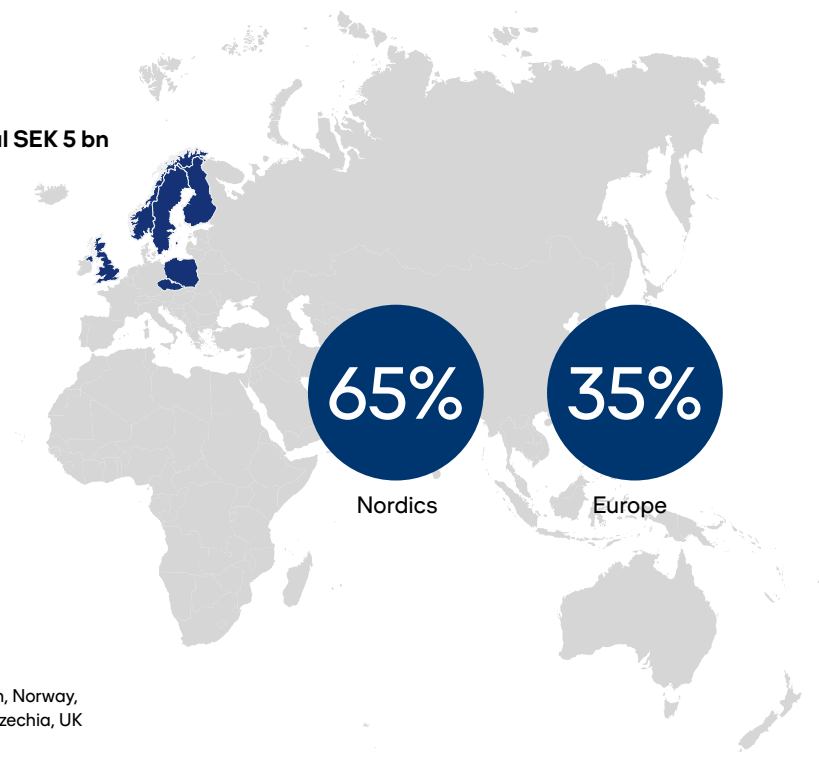 l SEK 5 bn
65%
35%
Nordics
Europe
, Norway,
zechia, UK